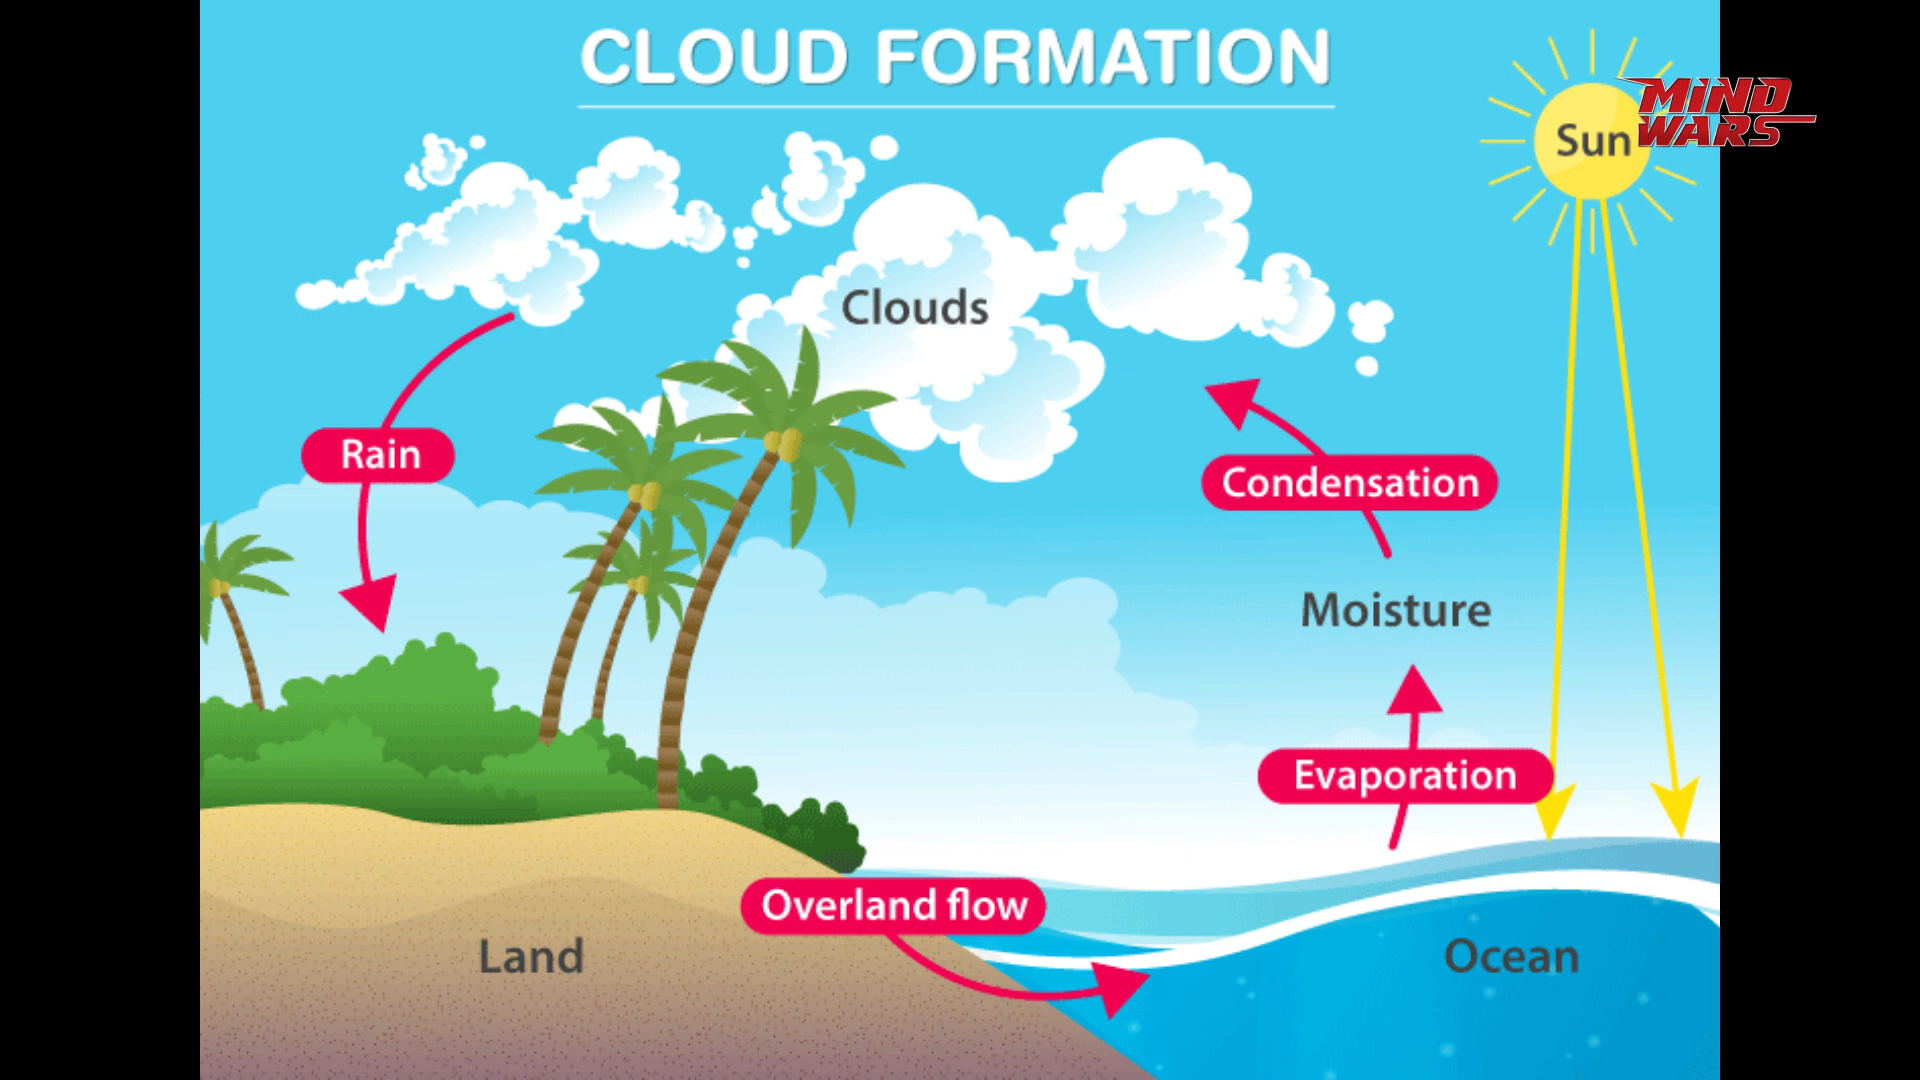 CLOUD FORMATION
Sun
MIND
WARS
Clouds
Rain
Condensation
Moisture
Evaporation
Overland flow
Land
Ocean